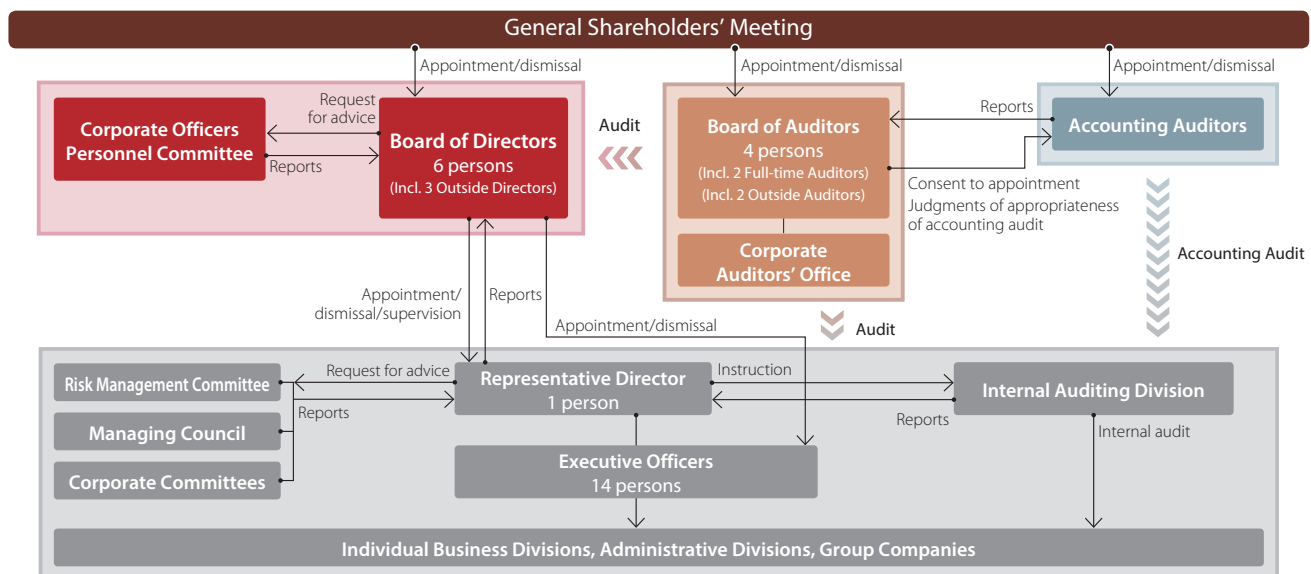 General Shareholders’ Meeting
Appointment/dismissal
Appointment/dismissal
Appointment/dismissal
Corporate Officers
Personnel Committee
Request
for advice
Reports
Board of Directors
6 persons
(Incl. 3 Outside Directors)
Audit
Board of Auditors
4 persons
(Incl. 2 Full-time Auditors)
(Incl. 2 Outside Auditors)
Reports
Accounting Auditors
Consent to appointment
Judgments of appropriateness
of accounting audit
Corporate
Auditors’ Office
Accounting Audit
Appointment/
dismissal/supervision
Reports
Appointment/dismissal
Audit
Risk Management Committee
Managing Council
Corporate Committees
Request for advice
Reports
Representative Director
1 person
Instruction
Reports
Internal Auditing Division
Internal audit
Executive Officers
14 persons
Individual Business Divisions, Administrative Divisions, Group Companies